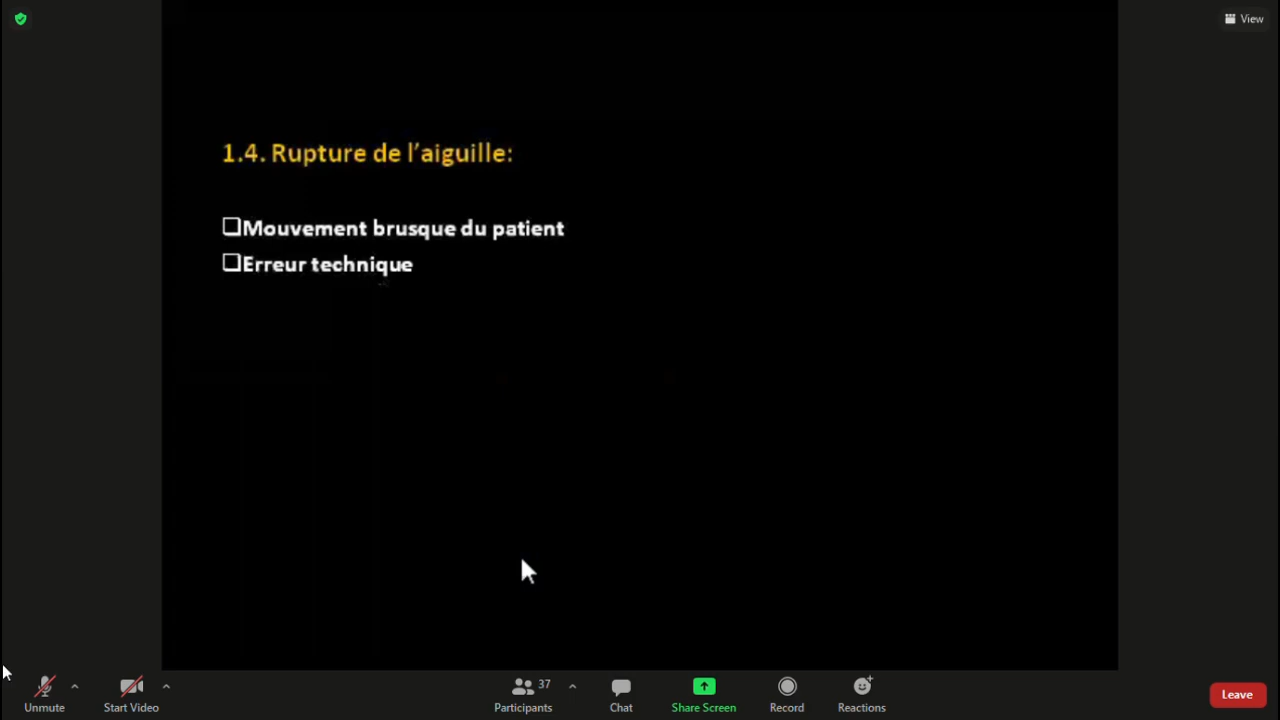 View
1.4. Rupture de l’aiguille:
❑Mouvement brusque du patient
❑Erreur technique
Unmute
Start Video
37
Participants
Chat
Share Screen
Record
Reactions
Leave